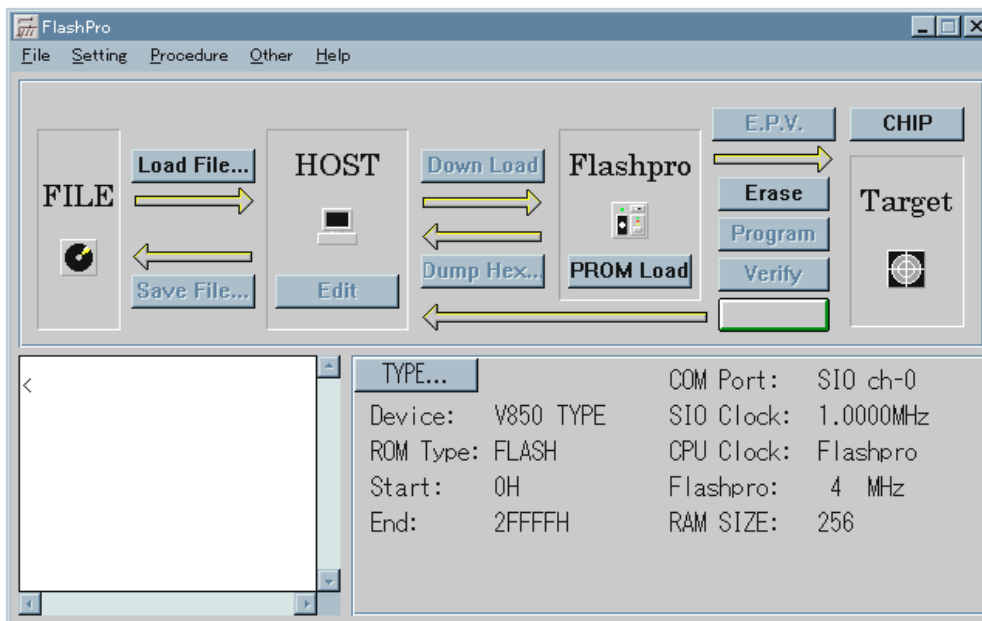 FlashPro
File Setting Procedure Other Help
E.P.V. CHIP
Load File... HOST Down Load Flashpro
FILE Erase Target
Program
Dump Hex... PROM Load Verify
Save File... Edit
<
TYPE... COM Port: SIO ch-0
Device: V850 TYPE SIO Clock: 1.0000MHz
ROM Type: FLASH CPU Clock: Flashpro
Start: 0H Flashpro: 4 MHz
End: 2FFFFH RAM SIZE: 256